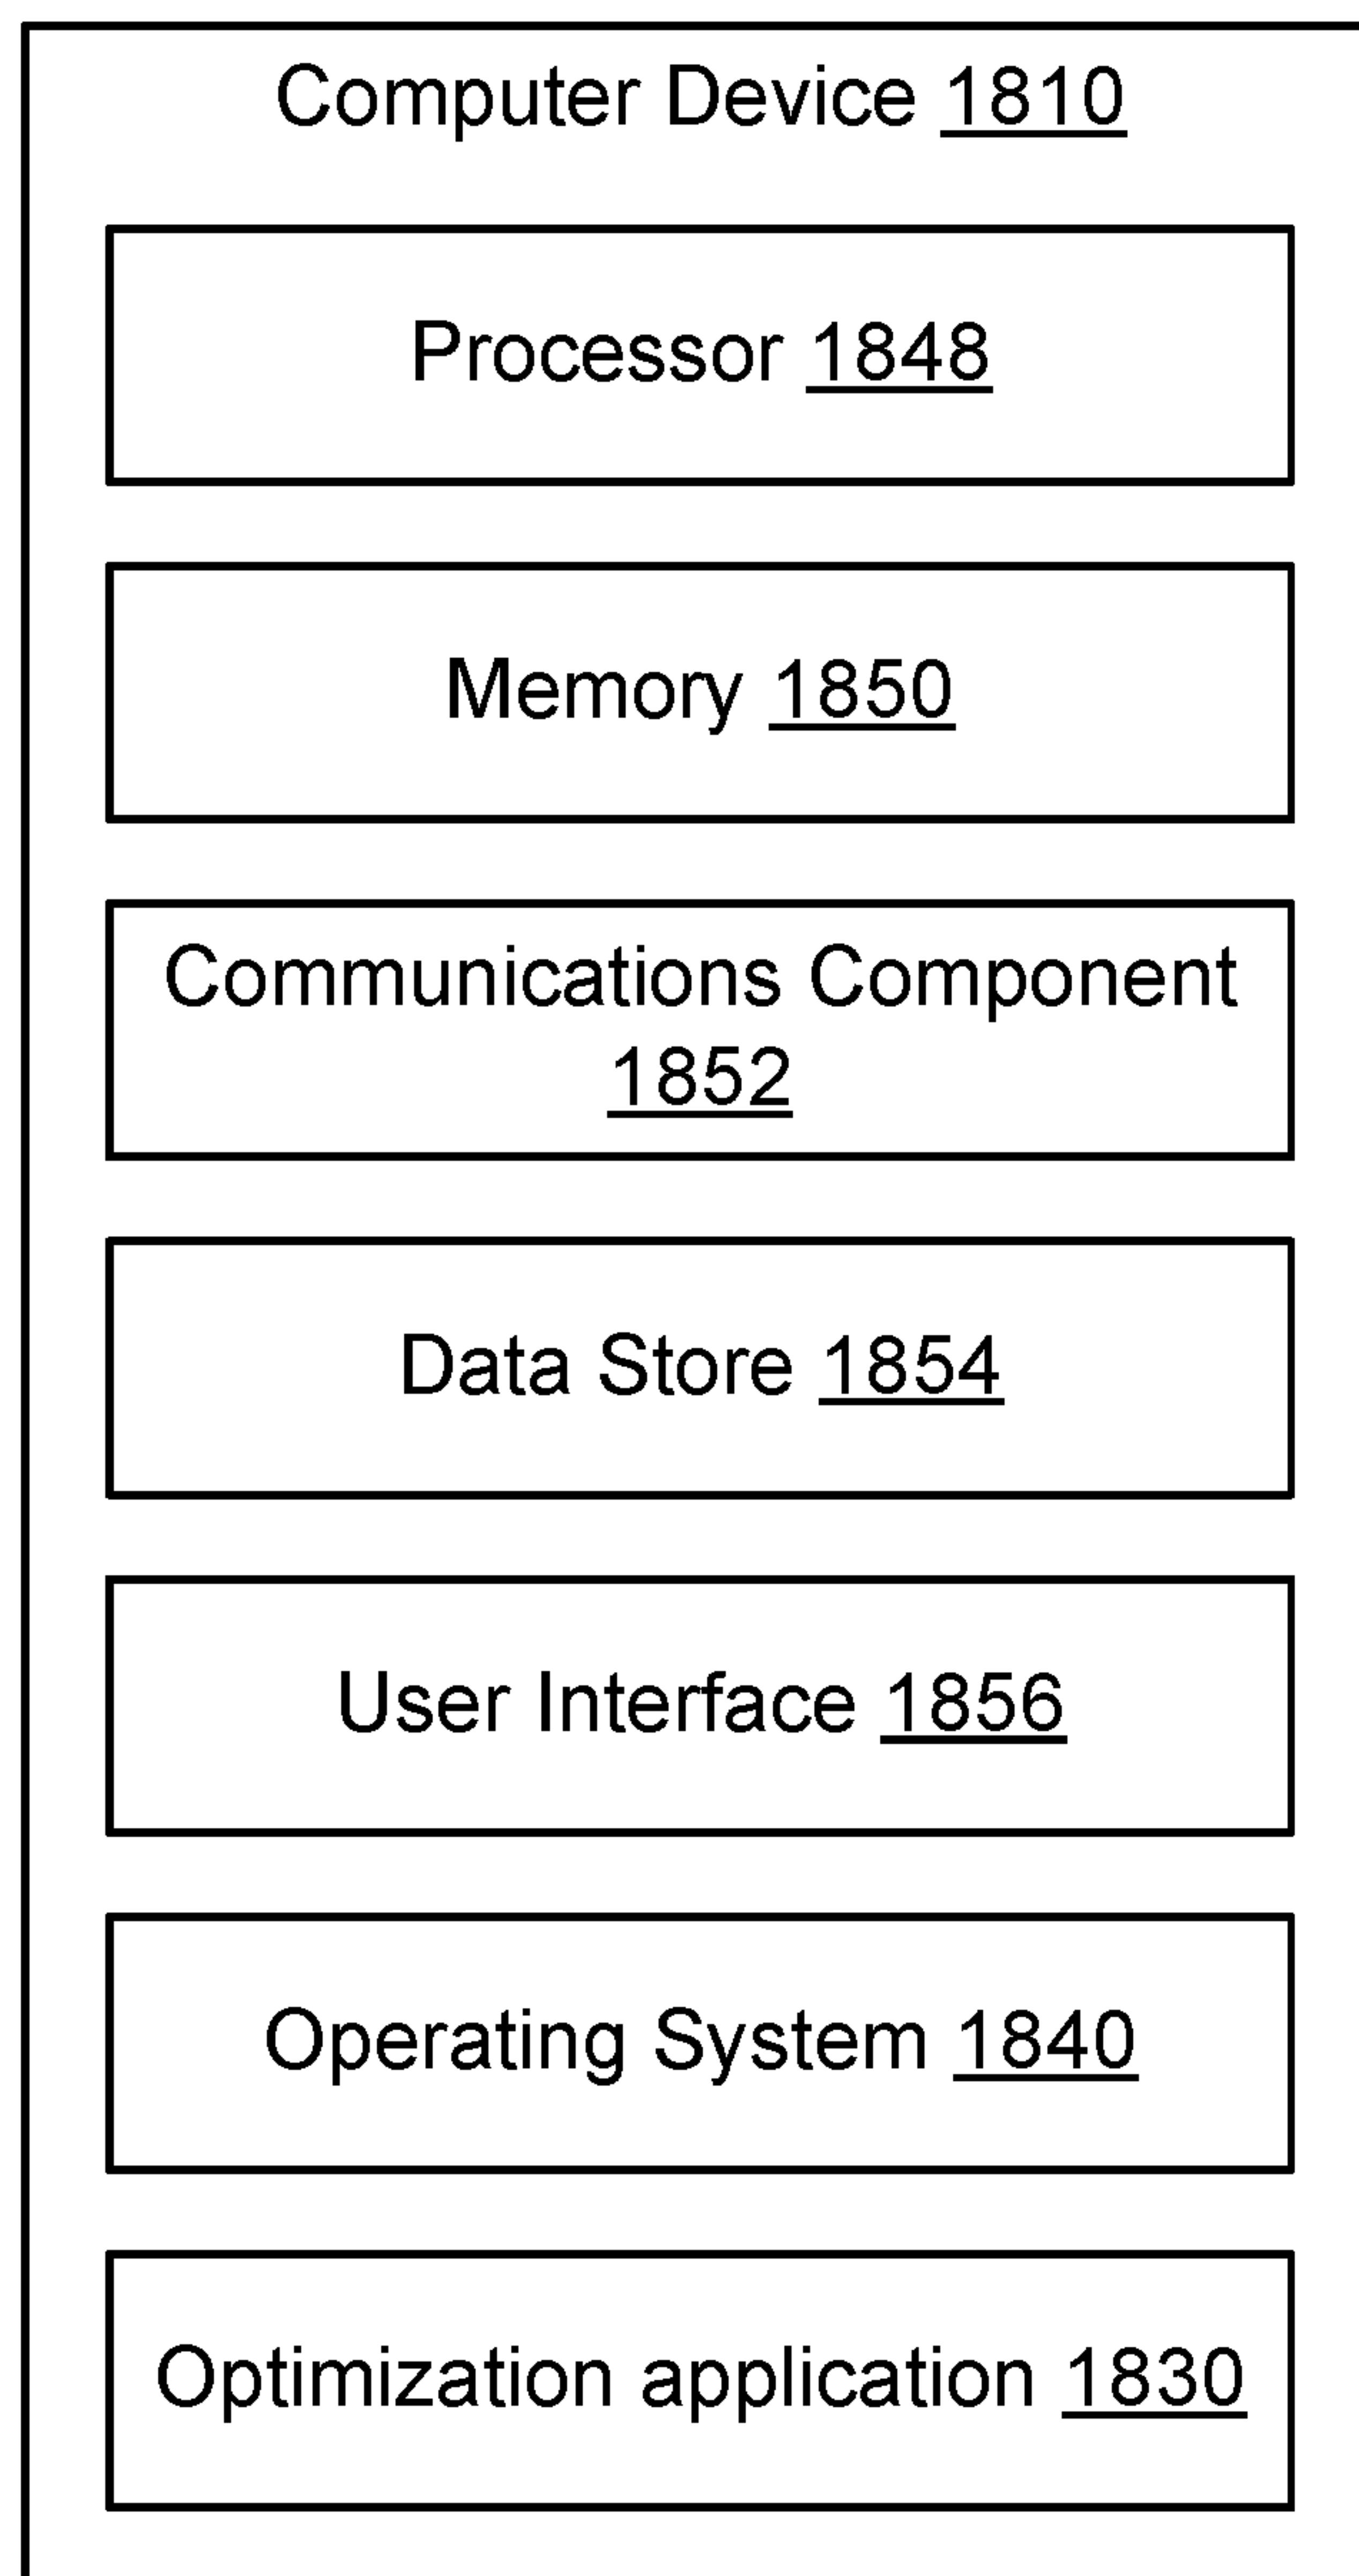 Computer Device 1810
Processor 1848
Memory 1850
Communications Component
1852
Data Store 1854
User Interface 1856
Operating System 1840
Optimization application 1830